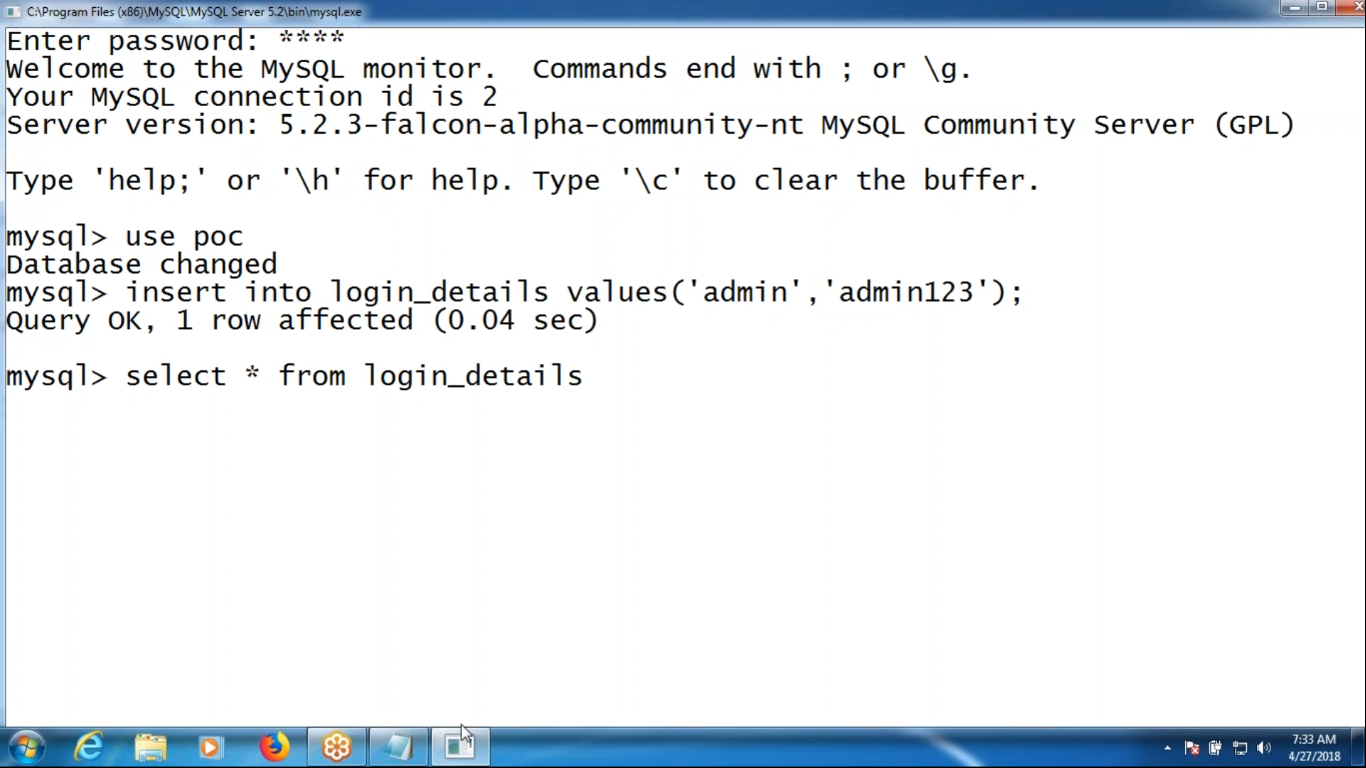 C:\Program Files (x86)\MySQL\MySQL Server 5.2\bin\mysql.exe
Enter password: ****
Welcome to the MySQL monitor.  Commands end with ; or \g.
Your MySQL connection id is 2
Server version: 5.2.3-falcon-alpha-community-nt MySQL Community Server (GPL)
Type 'help;' or '\h' for help. Type '\c' to clear the buffer.
mysql> use poc
Database changed
mysql> insert into login_details values('admin','admin123');
Query OK, 1 row affected (0.04 sec)
mysql> select * from login_details
7:33 AM
4/27/2018